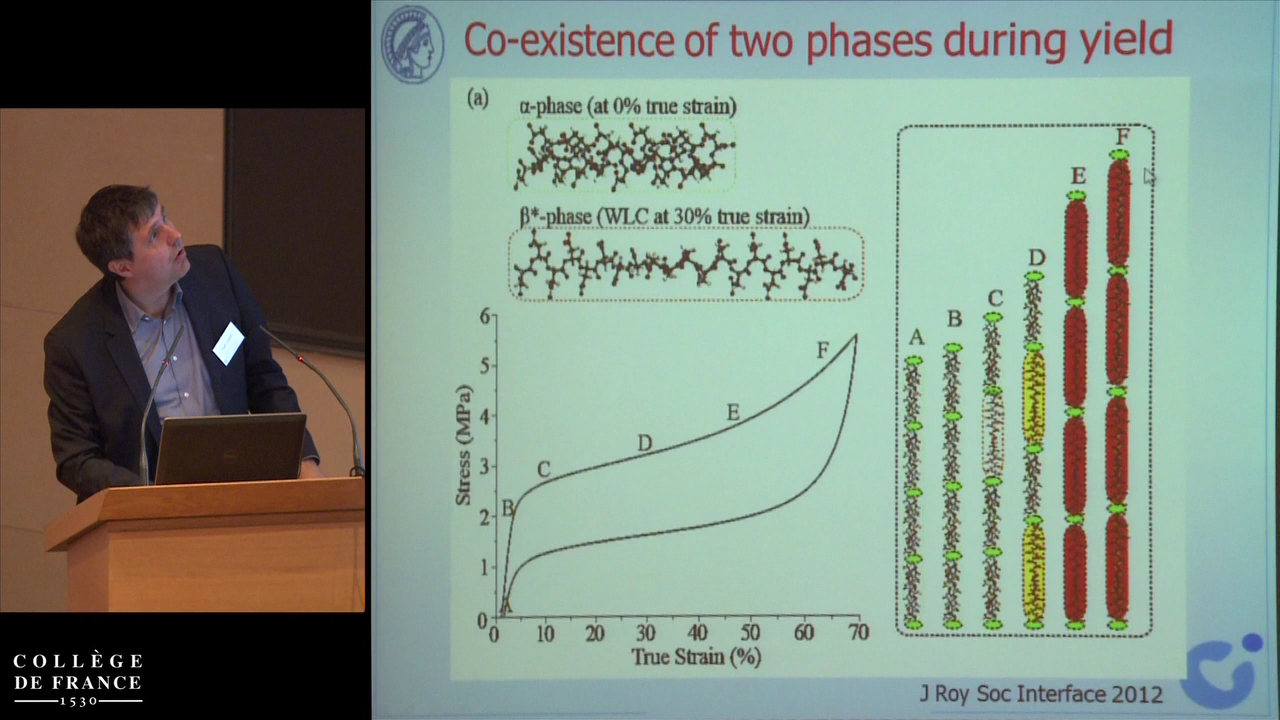 Co-existence of two phases during yield
(a)
α-phase (at 0% true strain)
β*-phase (WLC at 30% true strain)
6
5
4
3
2
1
0
Stress (MPa)
0 10 20 30 40 50 60 70
True Strain (%)
A
B
C
D
E
F
A
B
C
D
E
F
J Roy Soc Interface 2012
COLLÈGE
DE FRANCE
1530